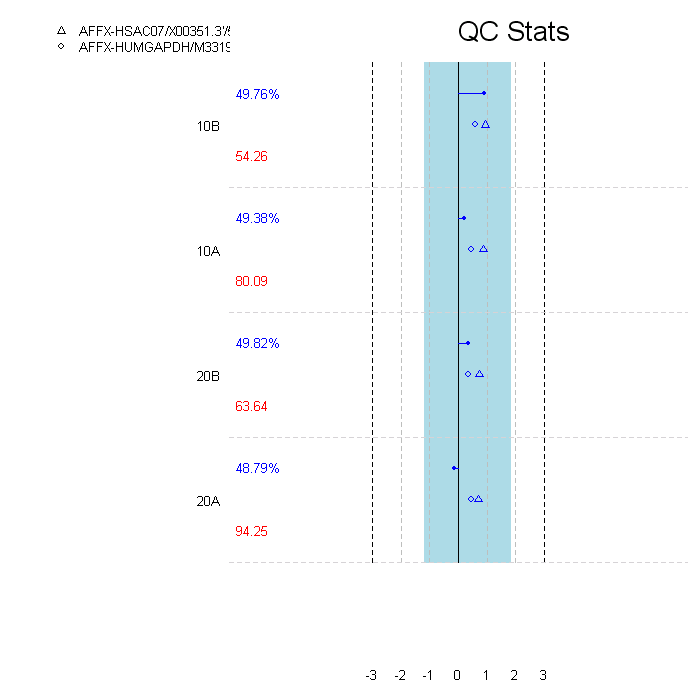 QC Stats
AFFX-HSAC07/X00351.3'/
AFFX-HUMGAPDH/M3319
49.76%
10B
54.26
49.38%
10A
80.09
49.82%
20B
63.64
48.79%
20A
94.25
-3 -2 -1 0 1 2 3